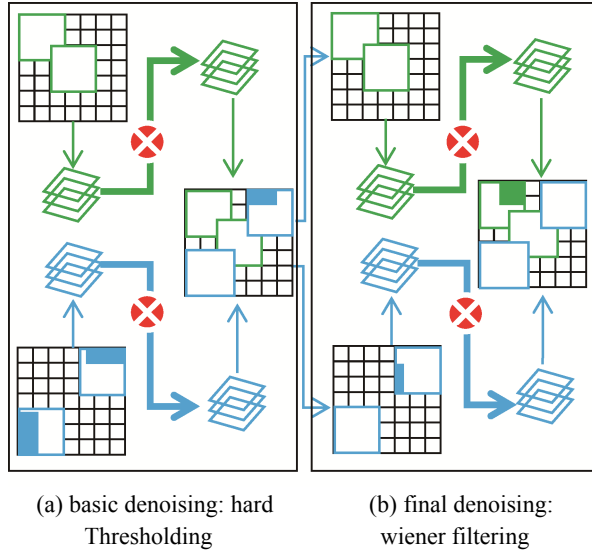 (a) basic denoising: hard
Thresholding
(b) final denoising:
wiener filtering